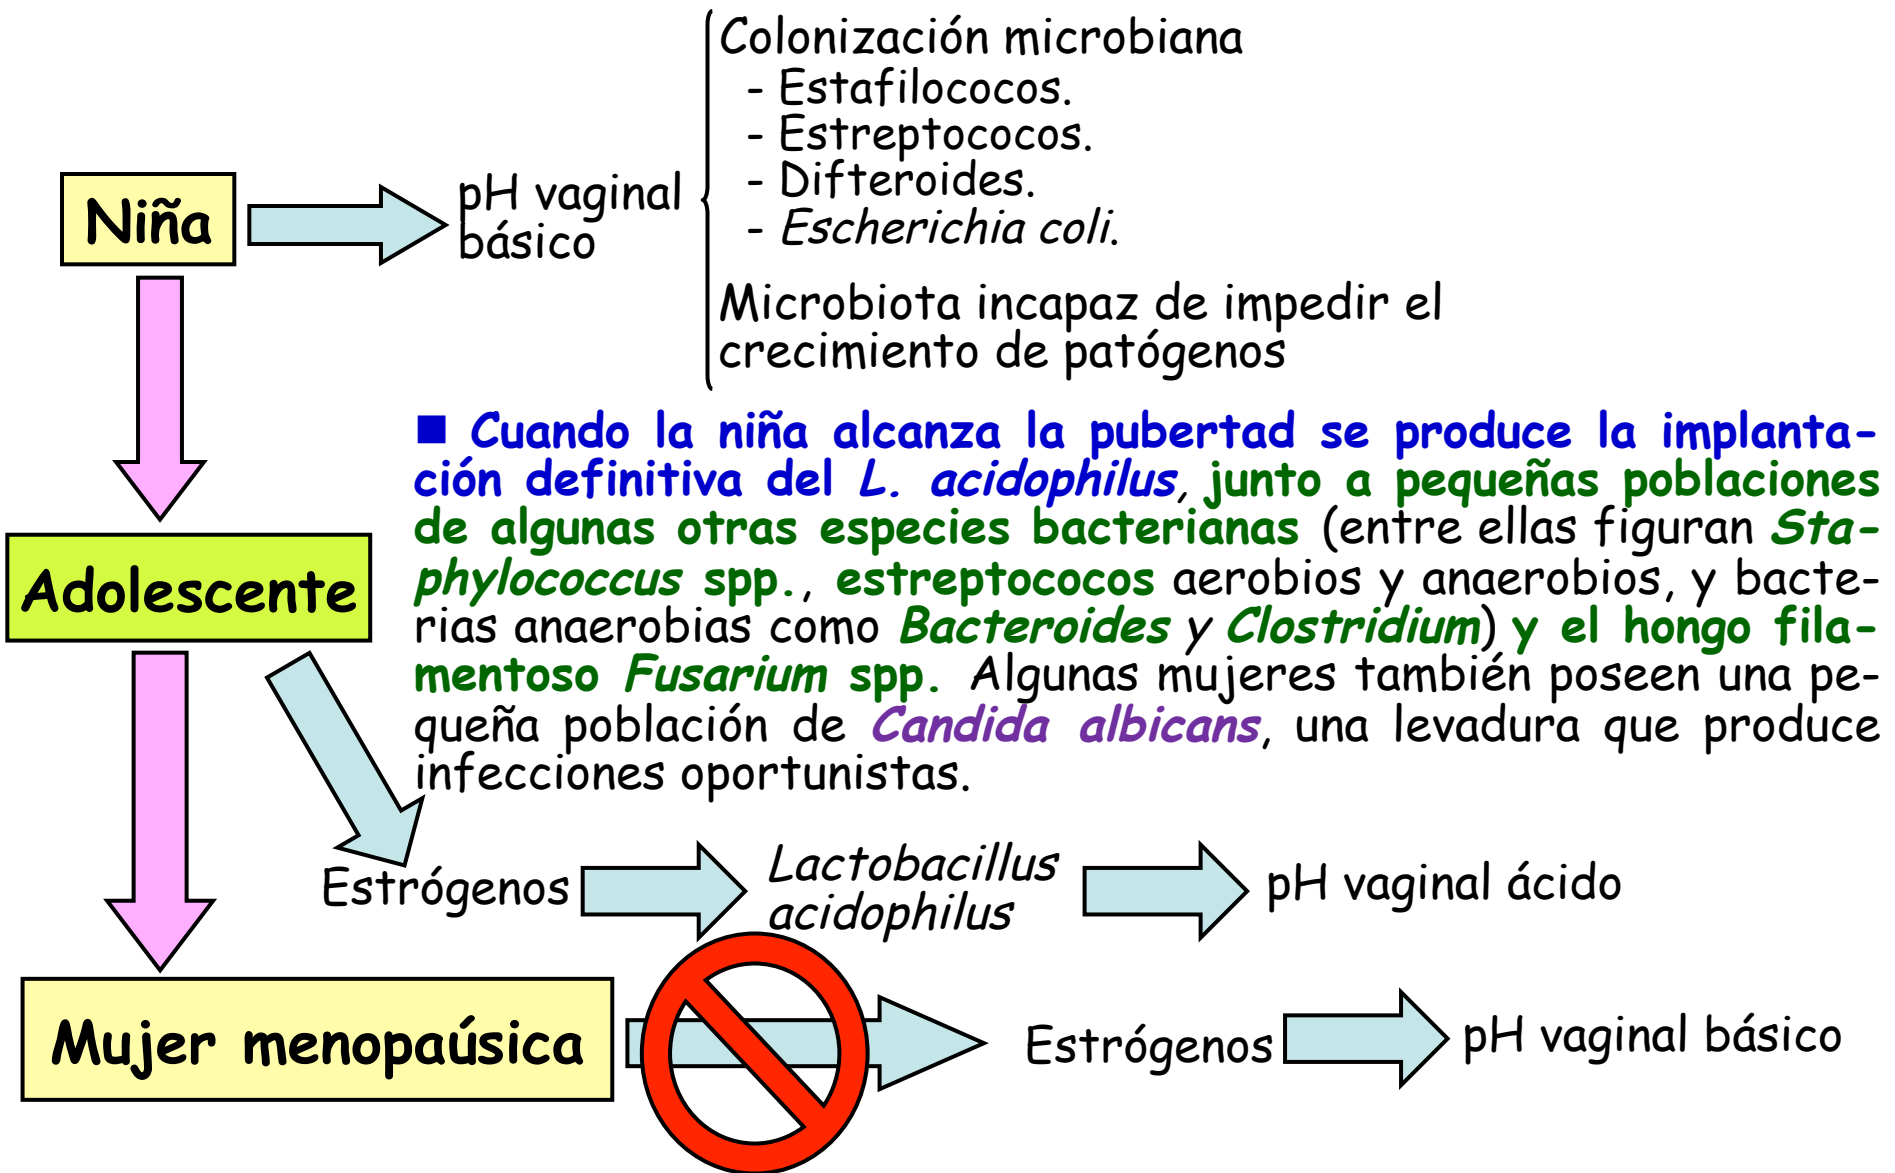 Colonización microbiana
- Estafilococos.
- Estreptococos.
- Difteroides.
- Escherichia coli.
Niña
pH vaginal
básico
Microbiota incapaz de impedir el
crecimiento de patógenos
■ Cuando la niña alcanza la pubertad se produce la implanta-
ción definitiva del L. acidophilus, junto a pequeñas poblaciones
de algunas otras especies bacterianas (entre ellas figuran Sta-
phylococcus spp., estreptococos aerobios y anaerobios, y bacte-
rias anaerobias como Bacteroides y Clostridium) y el hongo fila-
mentoso Fusarium spp. Algunas mujeres también poseen una pe-
queña población de Candida albicans, una levadura que produce
infecciones oportunistas.
Adolescente
Estrógenos
Lactobacillus
acidophilus
pH vaginal ácido
Mujer menopaúsica
Estrógenos
pH vaginal básico